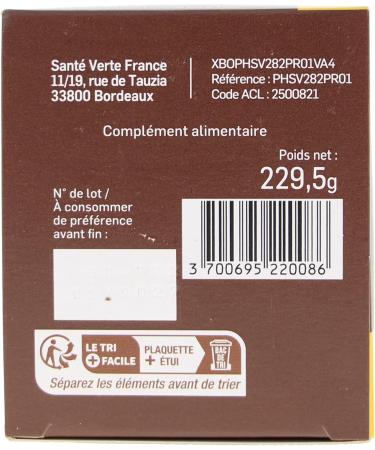 Santé Verte France
11/19, rue de Tauzia
33800 Bordeaux
XBOPHSV282PR01VA4
Référence : PHSV282PR01
Code ACL : 2500821
Complément alimentaire
Poids net :
229,5g
N° de lot /
À consommer
de préférence
avant fin :
3 700695 220086
LE TRI
+ FACILE
PLAQUETTE
+ ÉTUI
BAC
DE
TRI
Séparez les éléments avant de trier